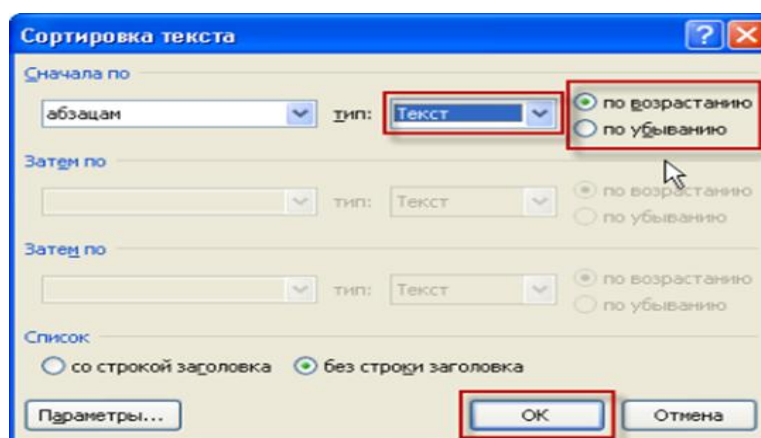 Сортировка текста
Сначала по
абзацам тип: Текст по возрастанию
по убыванию
Затем по
тип: Текст по возрастанию
по убыванию
Затем по
тип: Текст по возрастанию
по убыванию
Список
со строкой заголовка без строки заголовка
Параметры... ОК Отмена